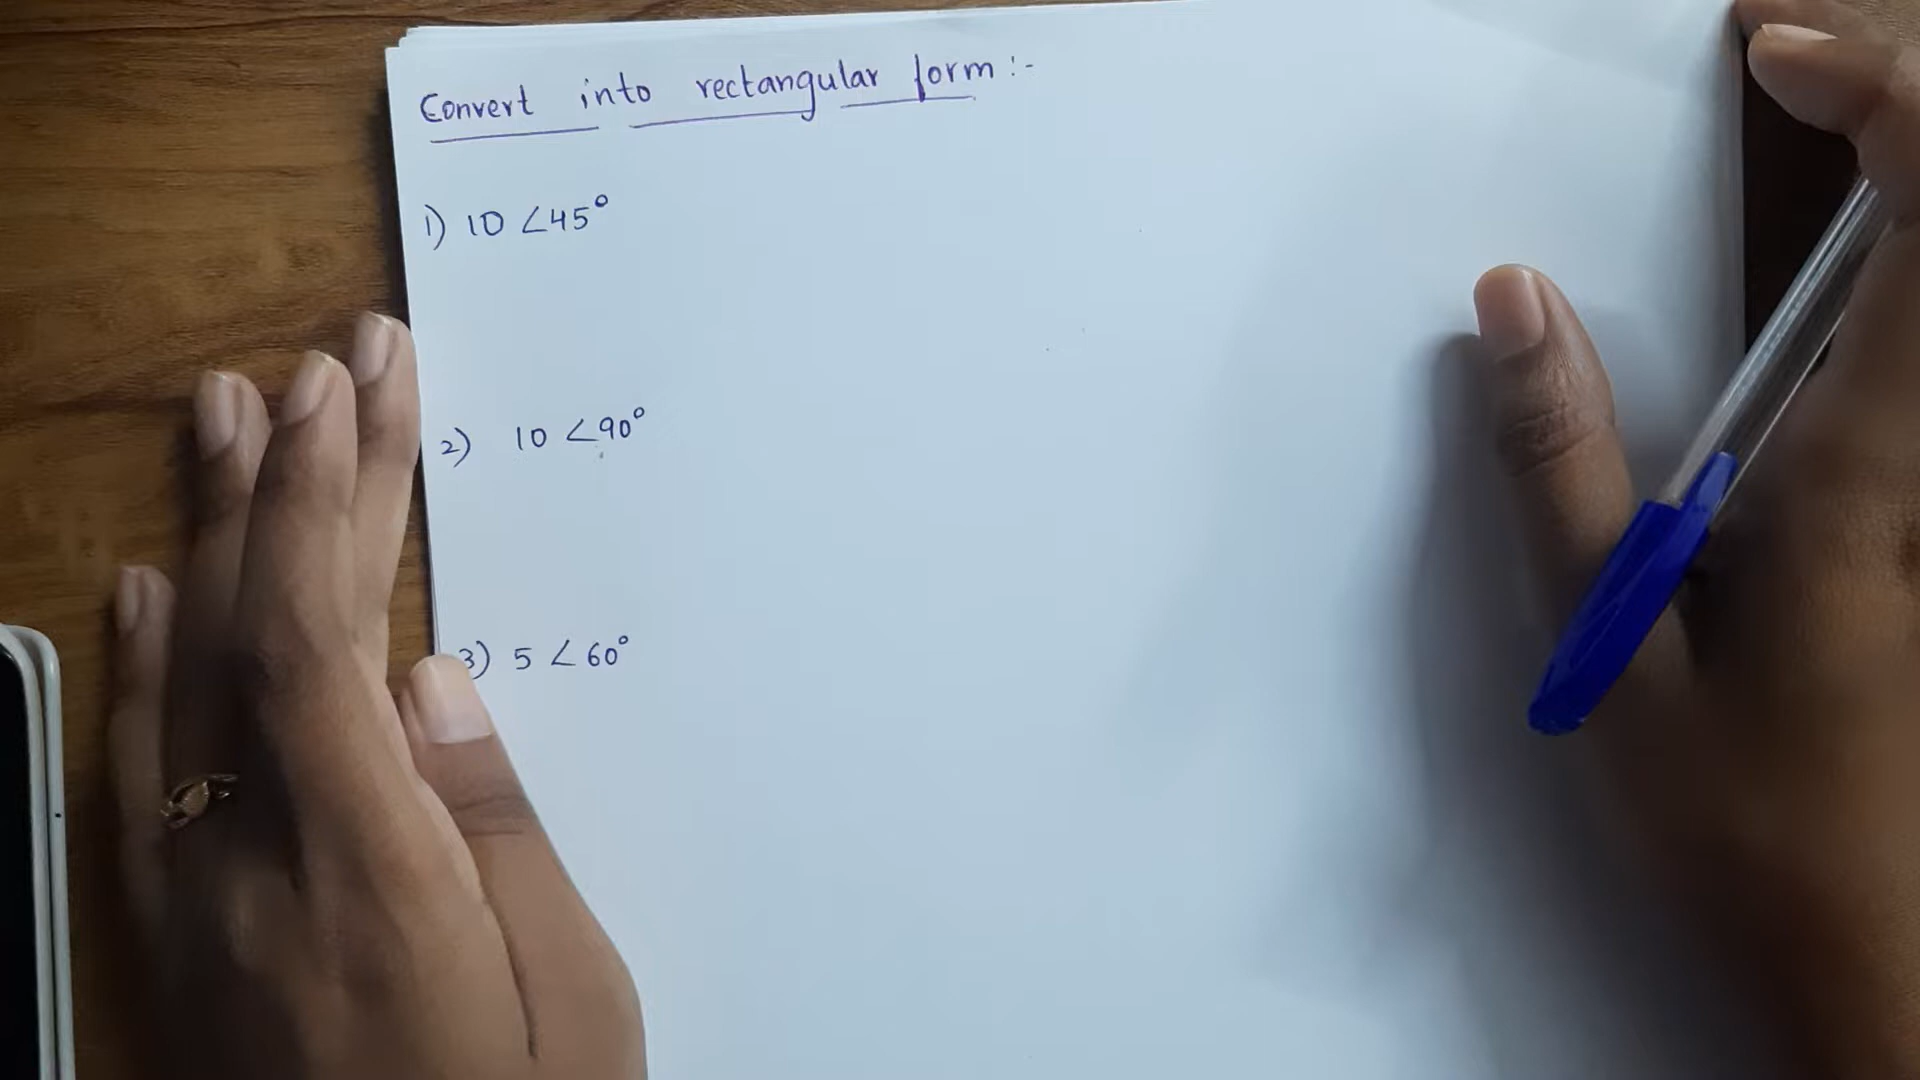 Convert into rectangular form :-
1) 10 ∠45°
2) 10 ∠90°
3) 5 ∠60°